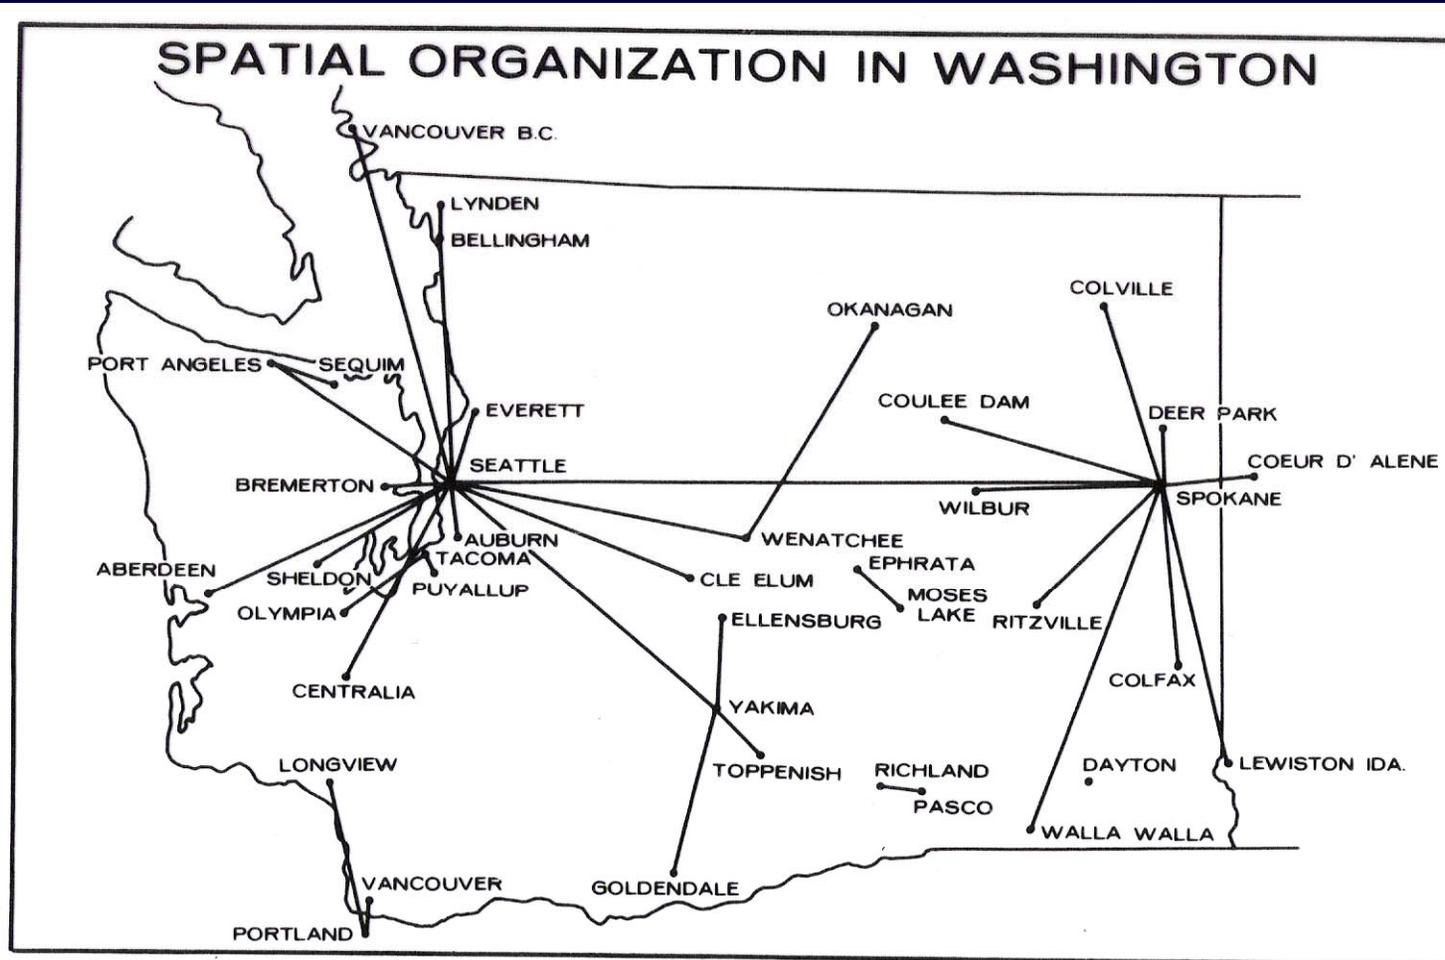 SPATIAL ORGANIZATION IN WASHINGTON
VANCOUVER B.C.
LYNDEN
BELLINGHAM
COLVILLE
OKANAGAN
PORT ANGELES
SEQUIM
COULEE DAM
EVERETT
DEER PARK
SEATTLE
COEUR D' ALENE
BREMERTON
SPOKANE
WILBUR
AUBURN
WENATCHEE
TACOMA
EPHRATA
ABERDEEN
SHELDON
CLE ELUM
PUYALLUP
MOSES
LAKE
OLYMPIA
ELLENSBURG
RITZVILLE
COLFAX
CENTRALIA
YAKIMA
LONGVIEW
TOPPENISH
RICHLAND
DAYTON
LEWISTON IDA.
PASCO
WALLA WALLA
VANCOUVER
GOLDENDALE
PORTLAND